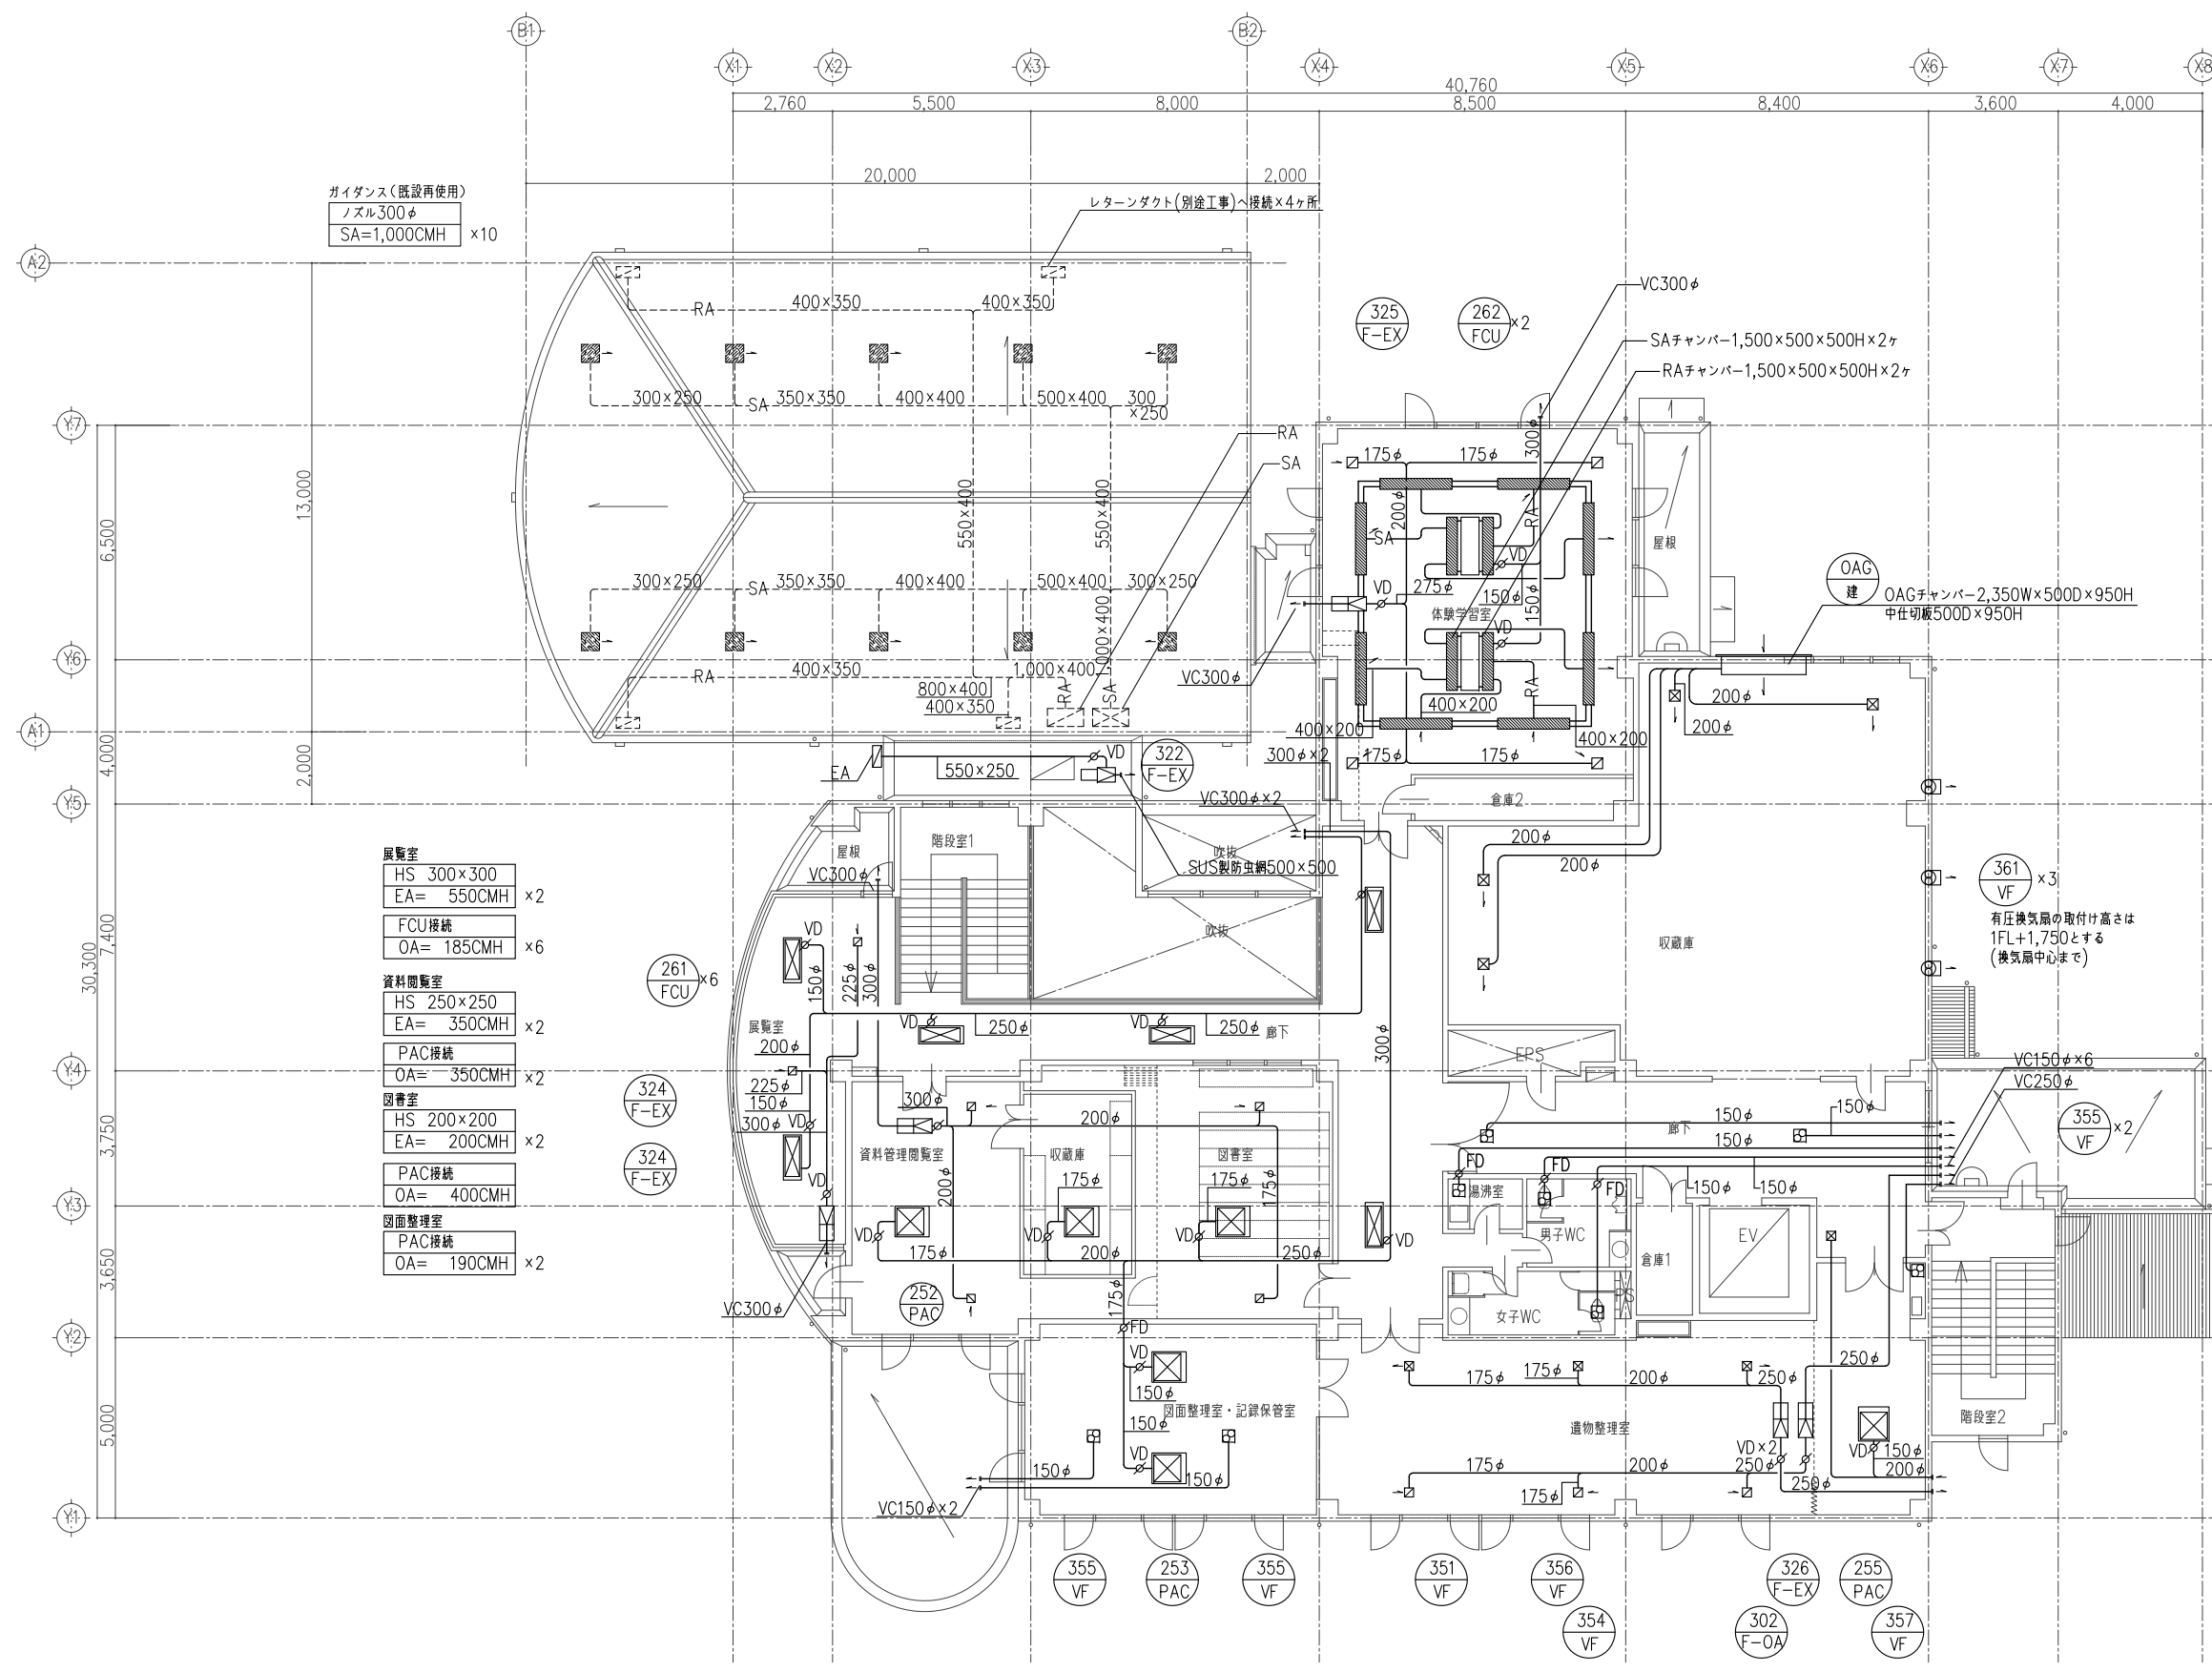 B1
B2
X1
X2
X3
X4
X5
X6
X7
X8
40,760
2,760
5,500
8,000
8,500
8,400
3,600
4,000
20,000
2,000
ガイダンス(既設再使用)
ノズル300φ
SA=1,000CMH ×10
レターンダクト(別途工事)へ接続×4ヶ所
A2
RA
400×350
400×350
325
F-EX
262
FCU
×2
VC300φ
SAチャンバー1,500×500×500H×2ヶ
RAチャンバー1,500×500×500H×2ヶ
300×250
SA
350×350
400×400
500×400
300
×250
Y7
RA
SA
175φ
175φ
300φ
200φ
SA
RA
VD
VD
275φ
150φ
150φ
体験学習室
VD
RA
屋根
13,000
6,500
550×400
550×400
300×250
SA
350×350
400×400
500×400
300×250
1,000×400
OAG
建
OAGチャンバー2,350W×500D×950H
中仕切板500D×950H
Y6
RA
400×350
1,000×400
800×400
400×350
RA
SA
VC300φ
400×200
400×200
400×200
200φ
200φ
A1
4,000
2,000
EA
550×250
VD
322
F-EX
300φ×2
175φ
175φ
Y5
VC300φ×2
倉庫2
200φ
200φ
展覧室
HS 300×300
EA= 550CMH ×2
FCU接続
OA= 185CMH ×6
資料閲覧室
HS 250×250
EA= 350CMH ×2
PAC接続
OA= 350CMH ×2
図書室
HS 200×200
EA= 200CMH ×2
PAC接続
OA= 400CMH
図面整理室
PAC接続
OA= 190CMH ×2
屋根
階段室1
吹抜
SUS製防虫網500×500
VC300φ
吹抜
361
VF
×3
有圧換気扇の取付け高さは
1FL+1,750とする
(換気扇中心まで)
収蔵庫
30,300
7,400
261
FCU
×6
VD
150φ
225φ
300φ
展覧室
200φ
VD
250φ
VD
250φ
廊下
300φ
EPS
Y4
324
F-EX
225φ
150φ
300φ
VD
300φ
200φ
VC150φ×6
VC250φ
355
VF
×2
150φ
150φ
廊下
150φ
3,750
324
F-EX
資料管理閲覧室
収蔵庫
図書室
200φ
175φ
175φ
175φ
FD
FD
FD
湯沸室
150φ
150φ
Y3
VD
VD
VD
VD
VD
175φ
200φ
250φ
男子WC
倉庫1
EV
3,650
VC300φ
252
PAC
175φ
女子WC
PS
Y2
FD
VD
150φ
150φ
VD
図面整理室・記録保管室
175φ
175φ
200φ
250φ
250φ
遺物整理室
階段室2
5,000
150φ
150φ
VC150φ×2
175φ
200φ
175φ
VD×2
250φ
250φ
VD
150φ
200φ
Y1
355
VF
253
PAC
355
VF
351
VF
356
VF
326
F-EX
255
PAC
354
VF
302
F-OA
357
VF